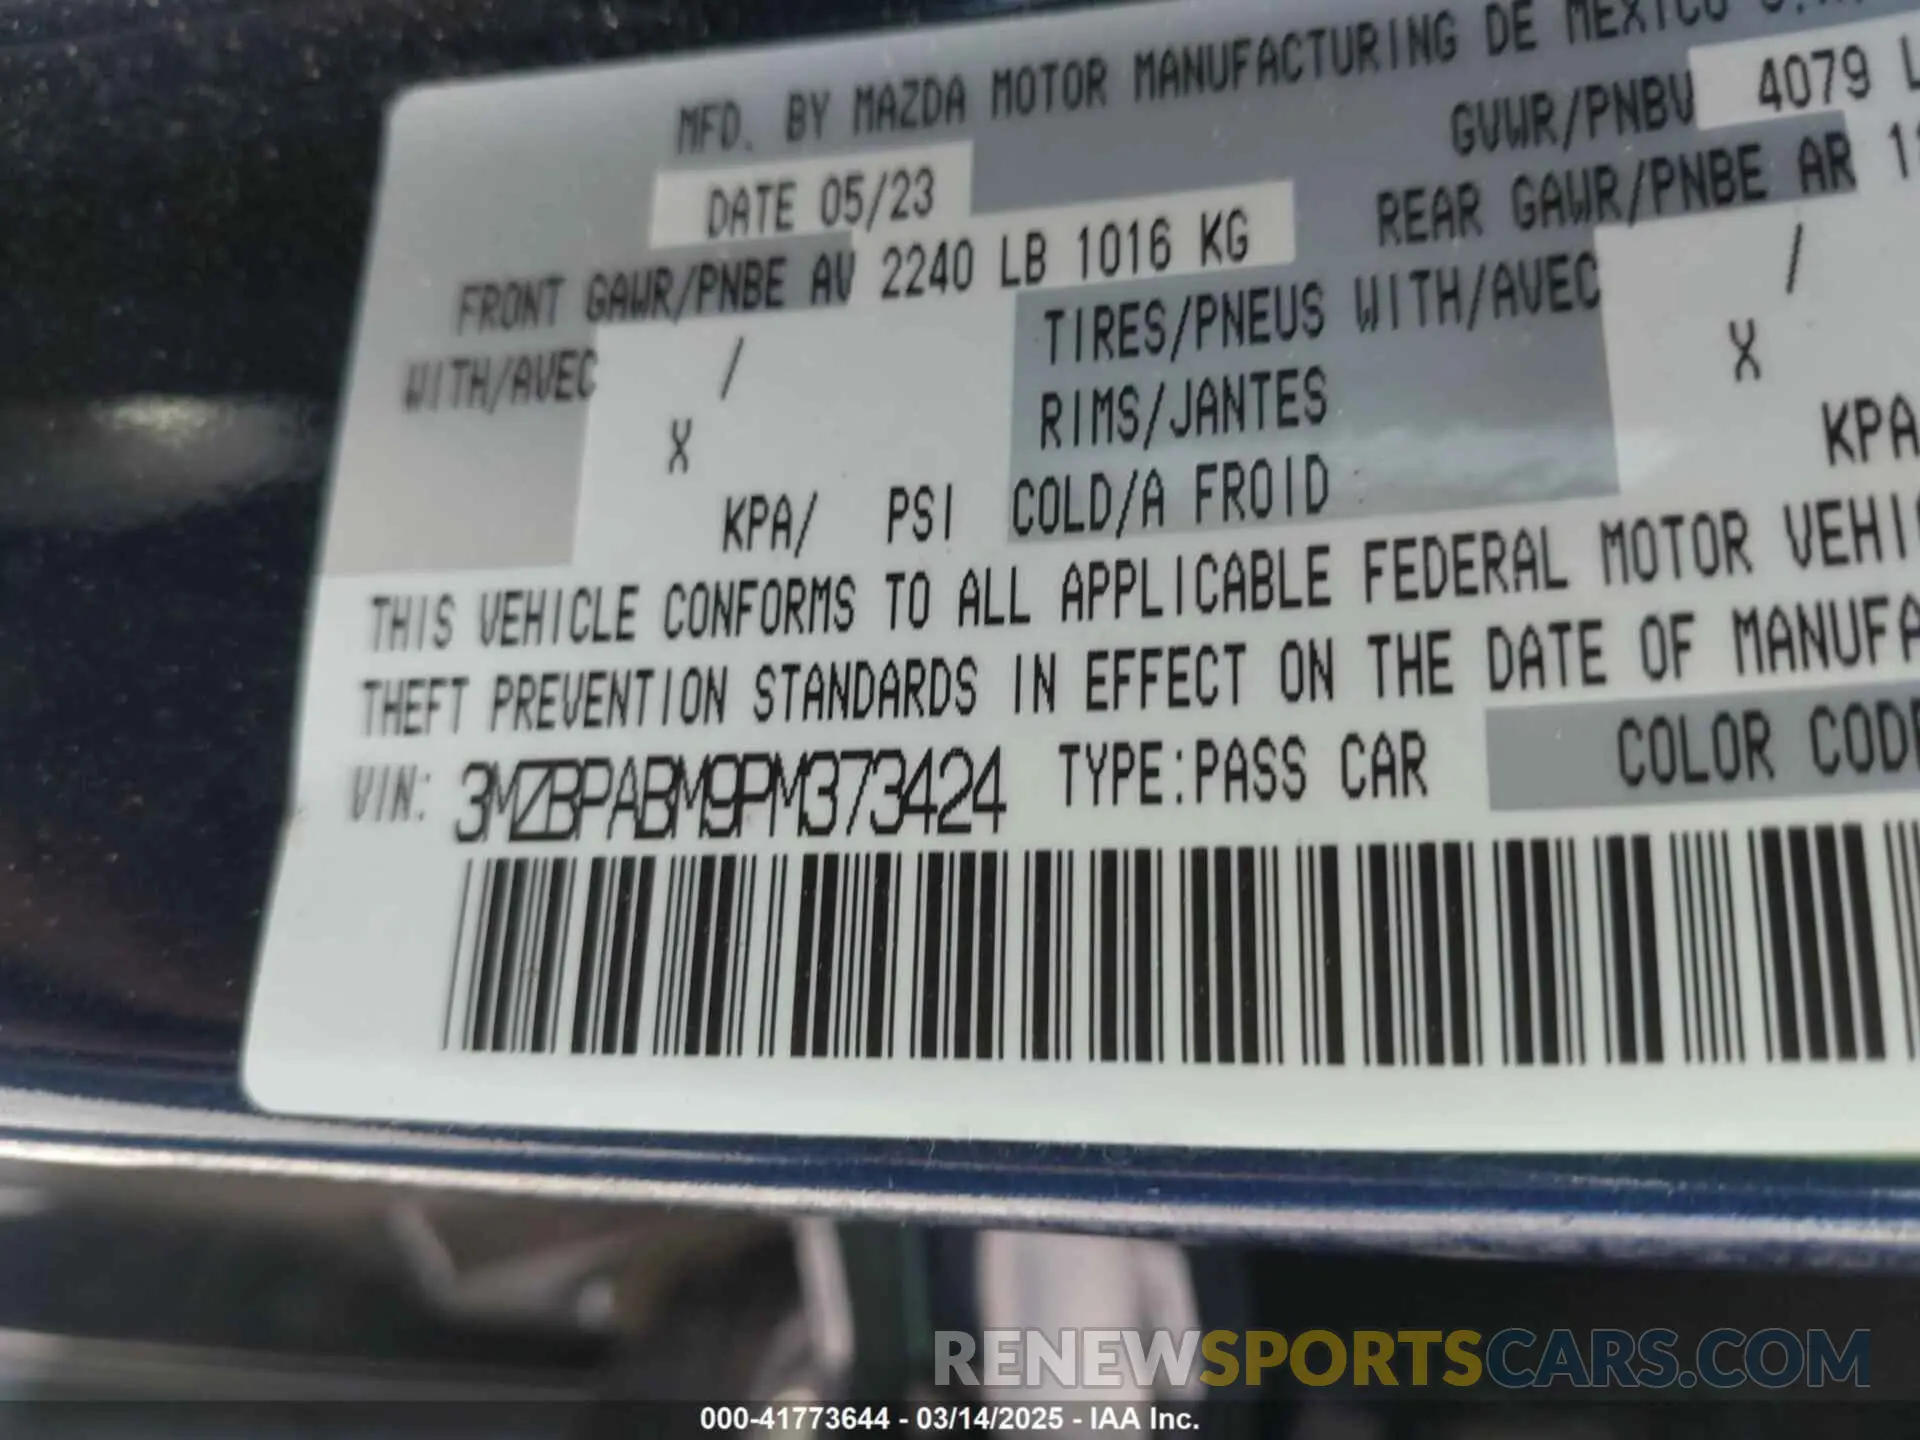 MFD. BY MAZDA MOTOR MANUFACTURING DE MEXICO
DATE 05/23 GVWR/PNBV 4079
FRONT GAWR/PNBE AV 2240 LB 1016 KG REAR GAWR/PNBE AR
WITH/AVEC / TIRES/PNEUS WITH/AVEC /
X RIMS/JANTES X
KPA/ PSI COLD/A FROID KPA
THIS VEHICLE CONFORMS TO ALL APPLICABLE FEDERAL MOTOR
THEFT PREVENTION STANDARDS IN EFFECT ON THE DATE OF
VIN: 3MZBPABM9PM373424 TYPE:PASS CAR COLOR CODE
RENEWSPORTSCARS.COM
000-41773644 - 03/14/2025 - IAA Inc.